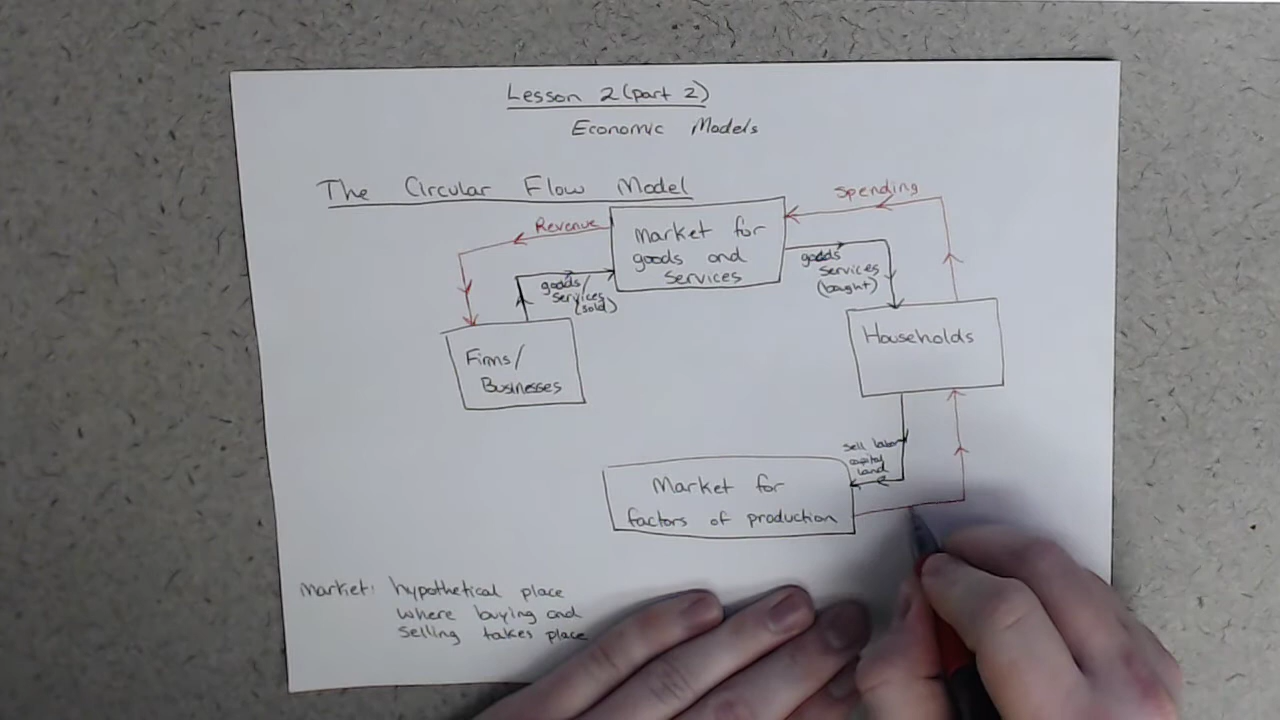 Lesson 2 (part 2)
Economic Models
The Circular Flow Model
Spending
Revenue
Market for
goods and
services
goods
services
(bought)
goods/
services
(sold)
Firms/
Businesses
Households
sell labor
capital
land
Market for
factors of production
Market: hypothetical place
where buying and
selling takes place